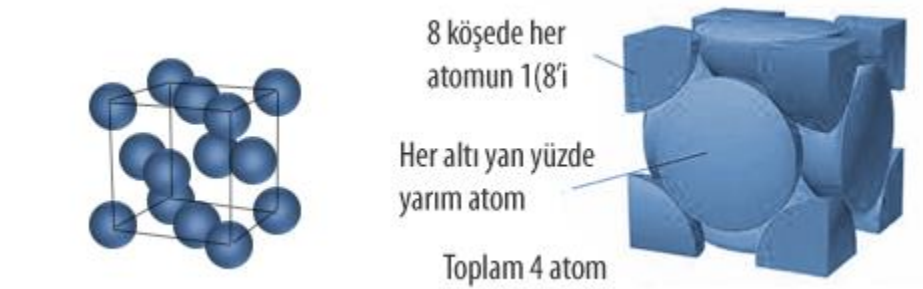 8 köşede her
atomun 1(8'i
Her altı yan yüzde
yarım atom
Toplam 4 atom